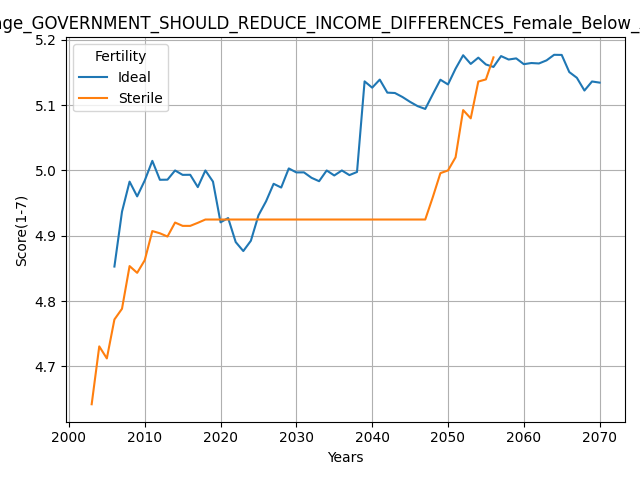 age_GOVERNMENT_SHOULD_REDUCE_INCOME_DIFFERENCES_Female_Below_
Fertility
Ideal
Sterile
5.2
5.1
5.0
4.9
4.8
4.7
Score(1-7)
2000 2010 2020 2030 2040 2050 2060 2070
Years